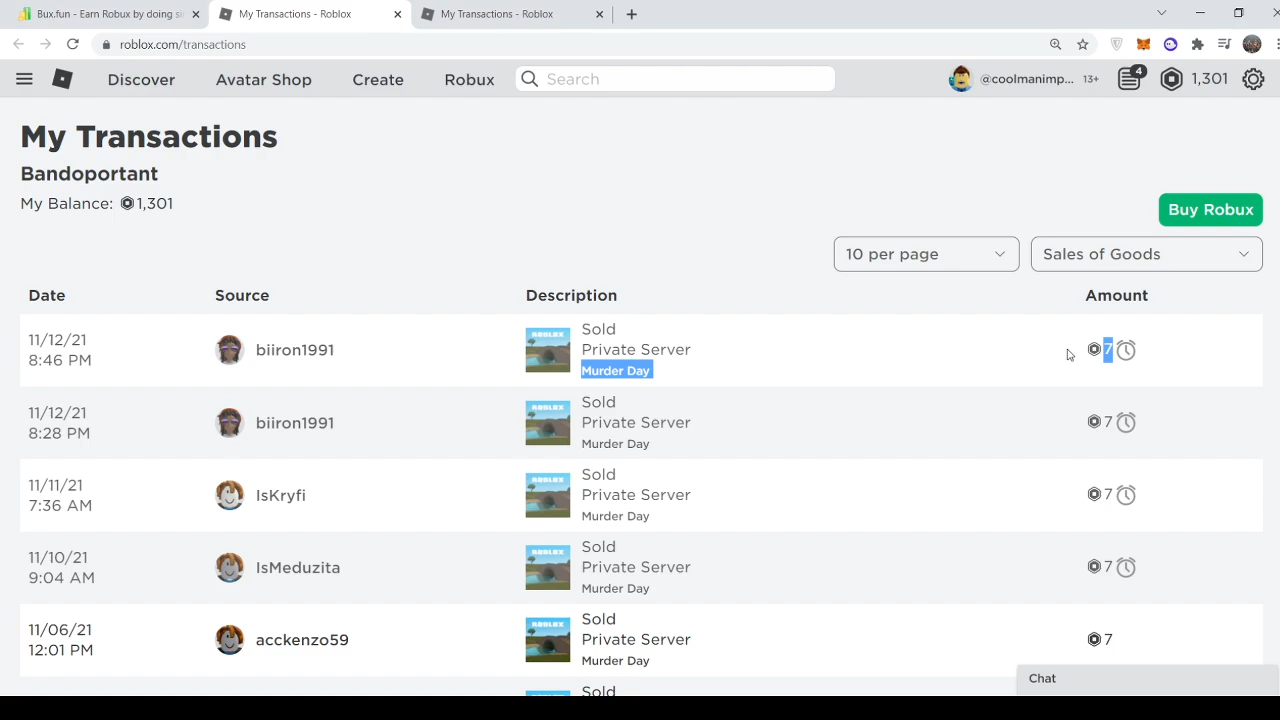 Bux.fun - Earn Robux by doing si
My Transactions - Roblox
My Transactions - Roblox
roblox.com/transactions
Discover
Avatar Shop
Create
Robux
Search
@coolmanimp...
13+
4
1,301
My Transactions
Bandoportant
My Balance: 1,301
Buy Robux
10 per page
Sales of Goods
Date Source Description Amount
11/12/21
8:46 PM
biiron1991
Sold
Private Server
Murder Day
7
11/12/21
8:28 PM
biiron1991
Sold
Private Server
Murder Day
7
11/11/21
7:36 AM
IsKryfi
Sold
Private Server
Murder Day
7
11/10/21
9:04 AM
IsMeduzita
Sold
Private Server
Murder Day
7
11/06/21
12:01 PM
acckenzo59
Sold
Private Server
Murder Day
7
Sold
Chat